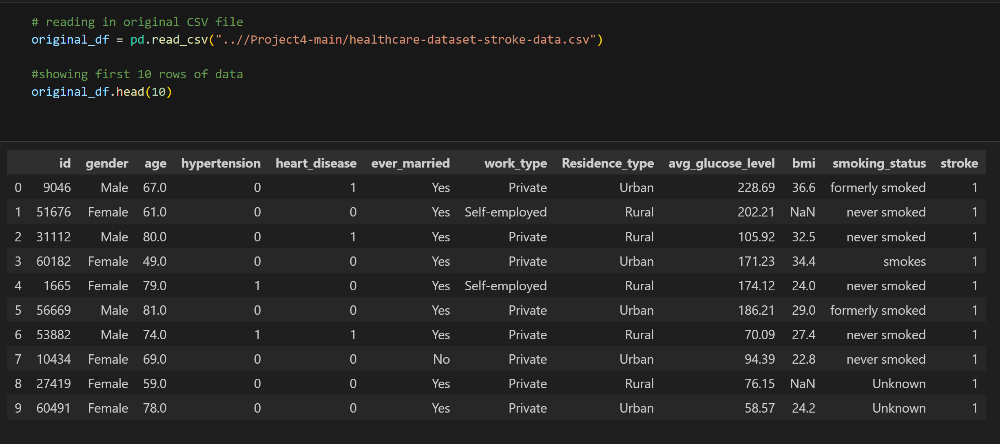 # reading in original CSV file
original_df = pd.read_csv("..//Project4-main/healthcare-dataset-stroke-data.csv")
#showing first 10 rows of data
original_df.head(10)
id gender age hypertension heart_disease ever_married work_type Residence_type avg_glucose_level bmi smoking_status stroke
0 9046 Male 67.0 0 1 Yes Private Urban 228.69 36.6 formerly smoked 1
1 51676 Female 61.0 0 0 Yes Self-employed Rural 202.21 NaN never smoked 1
2 31112 Male 80.0 0 1 Yes Private Rural 105.92 32.5 never smoked 1
3 60182 Female 49.0 0 0 Yes Private Urban 171.23 34.4 smokes 1
4 1665 Female 79.0 1 0 Yes Self-employed Rural 174.12 24.0 never smoked 1
5 56669 Male 81.0 0 0 Yes Private Urban 186.21 29.0 formerly smoked 1
6 53882 Male 74.0 1 1 Yes Private Rural 70.09 27.4 never smoked 1
7 10434 Female 69.0 0 0 No Private Urban 94.39 22.8 never smoked 1
8 27419 Female 59.0 0 0 Yes Private Rural 76.15 NaN Unknown 1
9 60491 Female 78.0 0 0 Yes Private Urban 58.57 24.2 Unknown 1